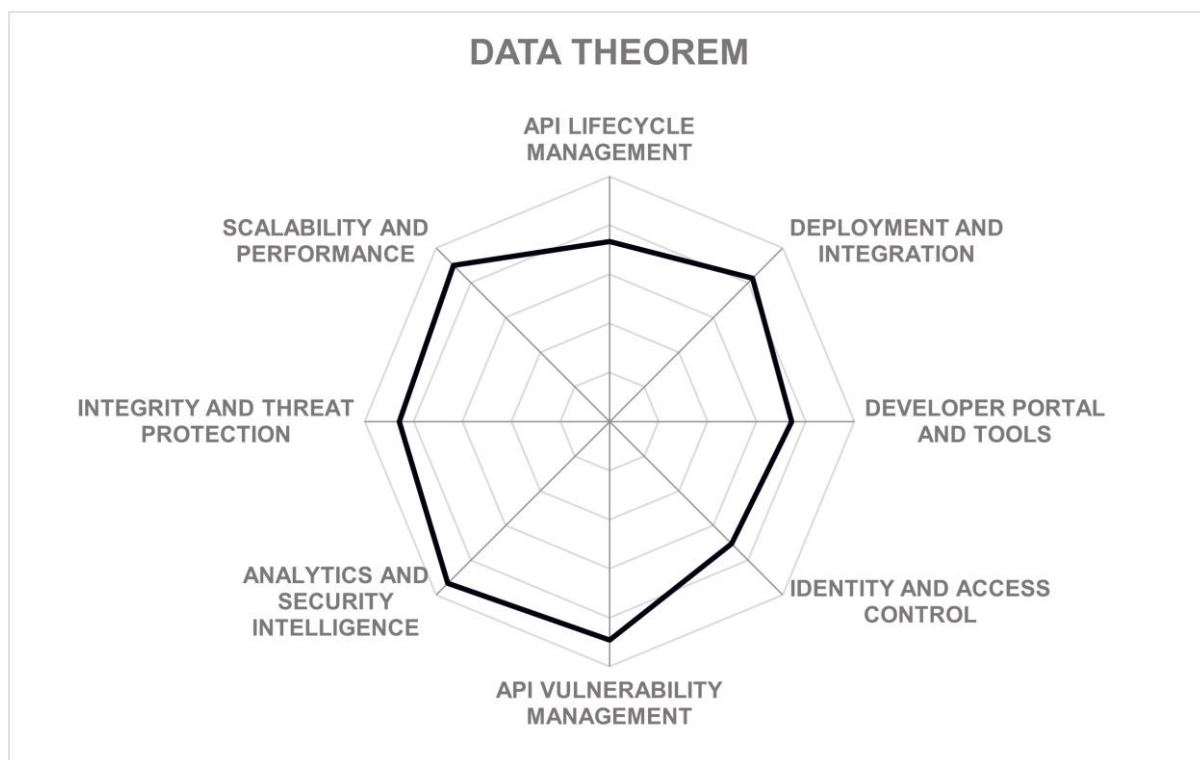 DATA THEOREM
API LIFECYCLE
MANAGEMENT
SCALABILITY AND
PERFORMANCE
DEPLOYMENT AND
INTEGRATION
INTEGRITY AND THREAT
PROTECTION
DEVELOPER PORTAL
AND TOOLS
ANALYTICS AND
SECURITY
INTELLIGENCE
IDENTITY AND ACCESS
CONTROL
API VULNERABILITY
MANAGEMENT